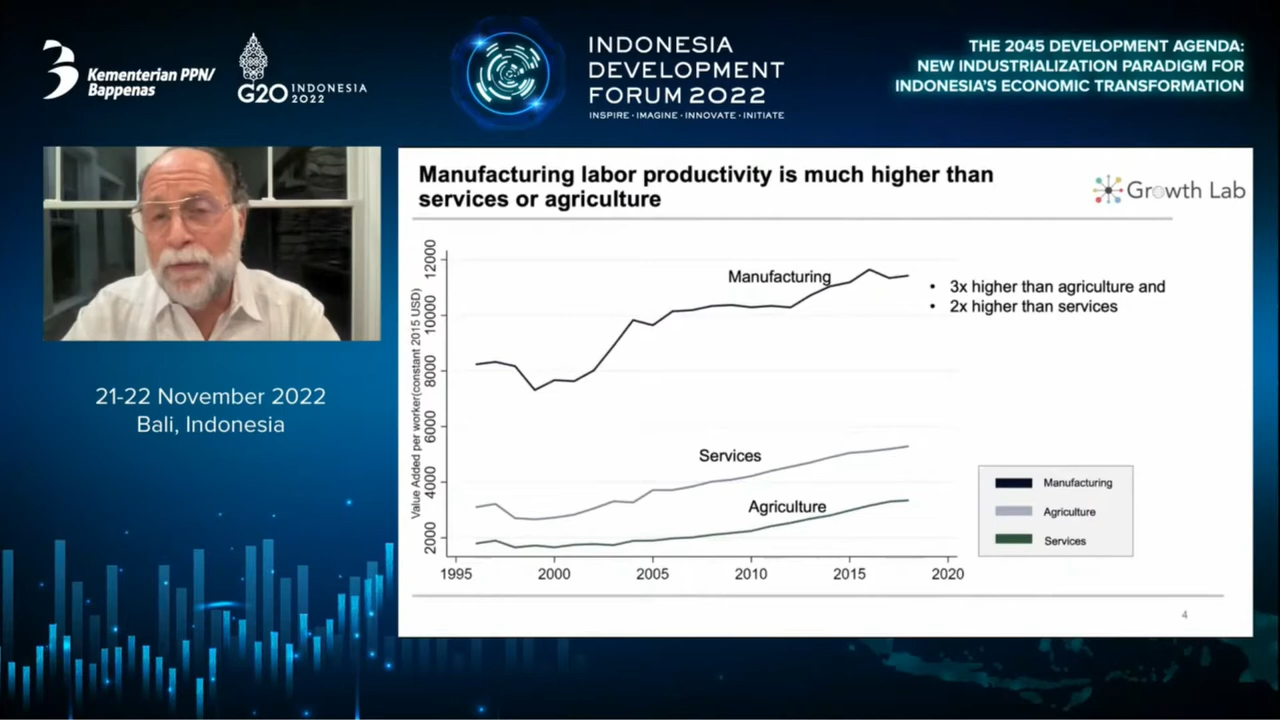 Kementerian PPN/
Bappenas
G20 INDONESIA
2022
INDONESIA
DEVELOPMENT
FORUM 2022
INSPIRE · IMAGINE · INNOVATE · INITIATE
THE 2045 DEVELOPMENT AGENDA:
NEW INDUSTRIALIZATION PARADIGM FOR
INDONESIA'S ECONOMIC TRANSFORMATION
21-22 November 2022
Bali, Indonesia
Manufacturing labor productivity is much higher than
services or agriculture
Growth Lab
Value Added per worker(constant 2015 USD)
12000
10000
8000
6000
4000
2000
Manufacturing
Services
Agriculture
1995
2000
2005
2010
2015
2020
• 3x higher than agriculture and
• 2x higher than services
Manufacturing
Agriculture
Services
4